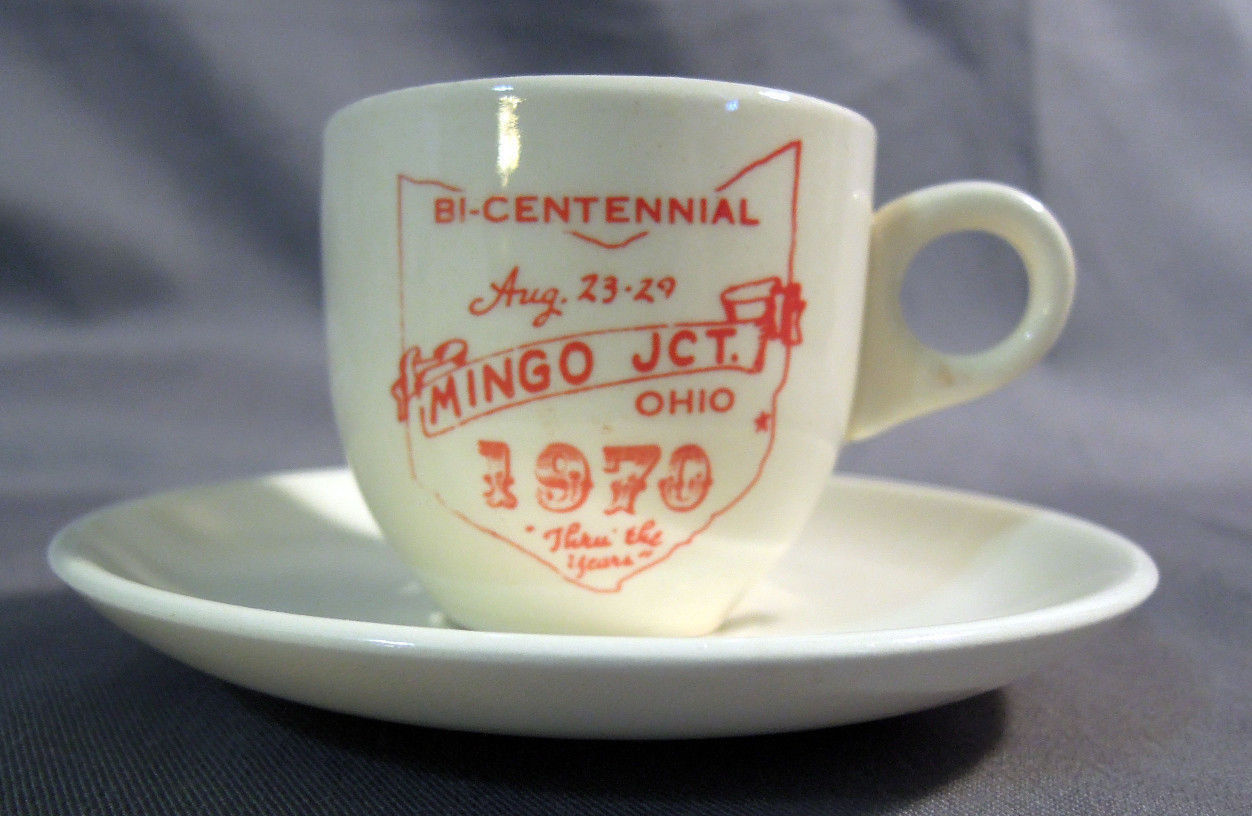 BI-CENTENNIAL
Aug. 23-29
MINGO JCT.
OHIO
1970
"Thru' the
years"